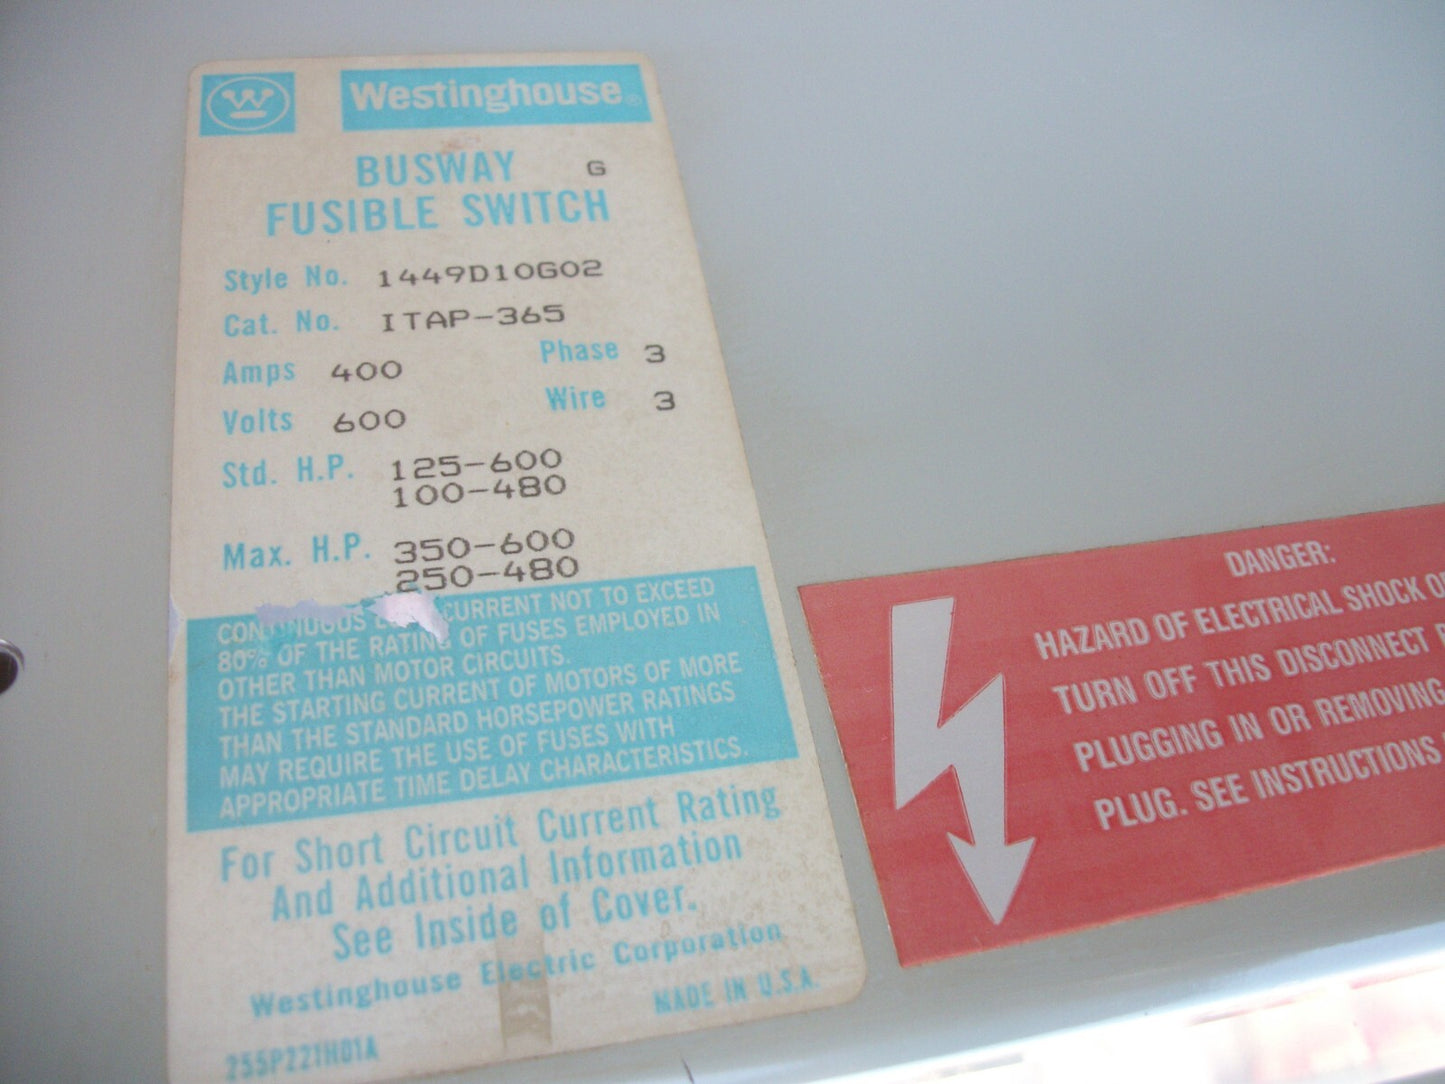 W Westinghouse®
BUSWAY G
FUSIBLE SWITCH
Style No. 1449D10G02
Cat. No. ITAP-365
Amps 400 Phase 3
Volts 600 Wire 3
Std. H.P. 125-600
100-480
Max. H.P. 350-600
250-480
CONTINUOUS CURRENT NOT TO EXCEED
80% OF THE RATING OF FUSES EMPLOYED IN
OTHER THAN MOTOR CIRCUITS.
THE STARTING CURRENT OF MOTORS OF MORE
THAN THE STANDARD HORSEPOWER RATINGS
MAY REQUIRE THE USE OF FUSES WITH
APPROPRIATE TIME DELAY CHARACTERISTICS.
For Short Circuit Current Rating
And Additional Information
See Inside of Cover.
Westinghouse Electric Corporation
MADE IN U.S.A.
255P221H01A
DANGER:
HAZARD OF ELECTRICAL SHOCK
TURN OFF THIS DISCONNECT
PLUGGING IN OR REMOVING
PLUG. SEE INSTRUCTIONS